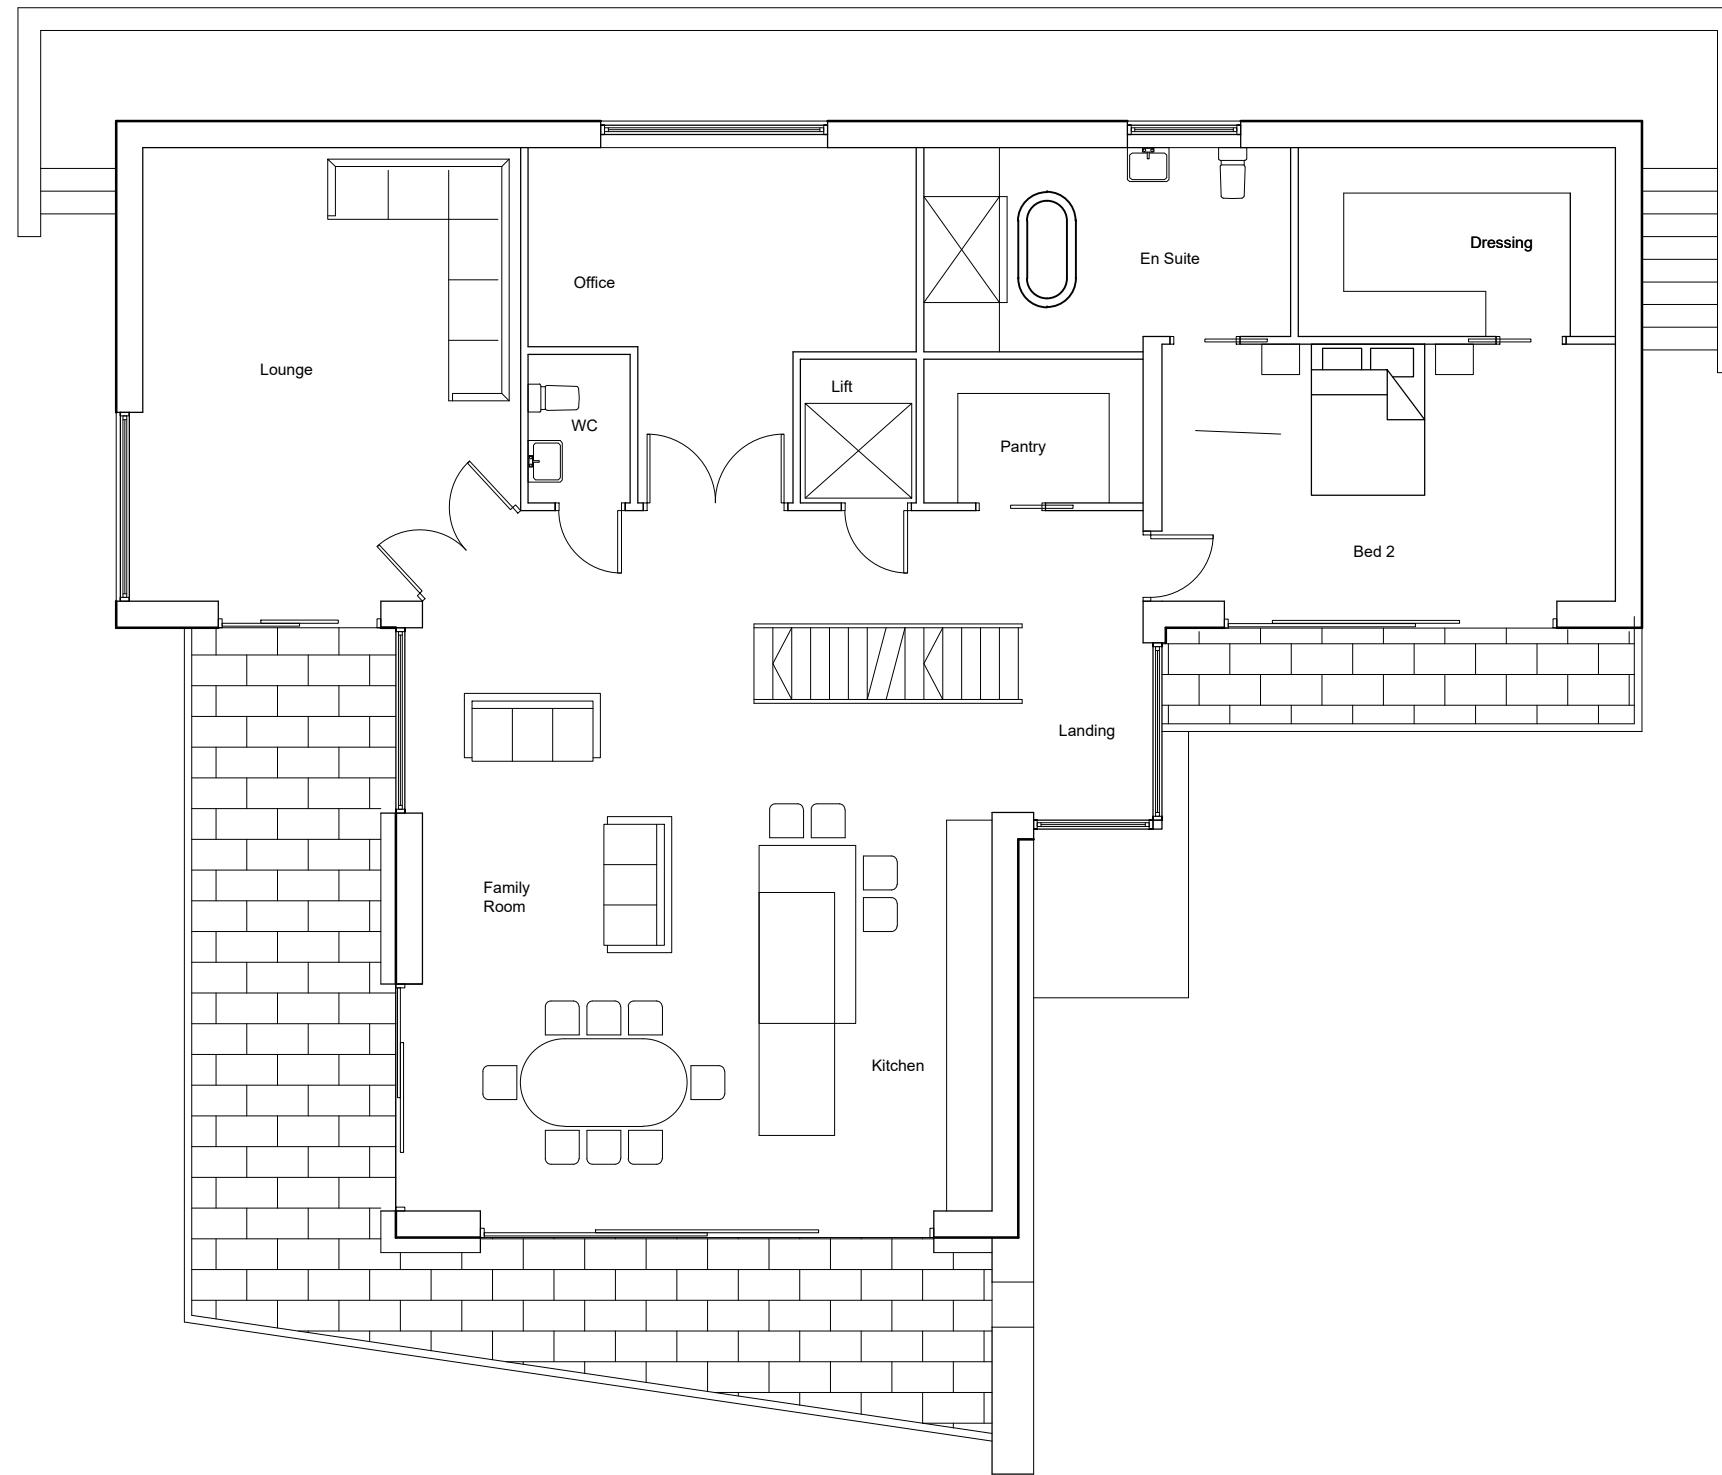 Dressing
En Suite
Office
Lounge
Lift
WC
Pantry
Bed 2
Landing
Family
Room
Kitchen